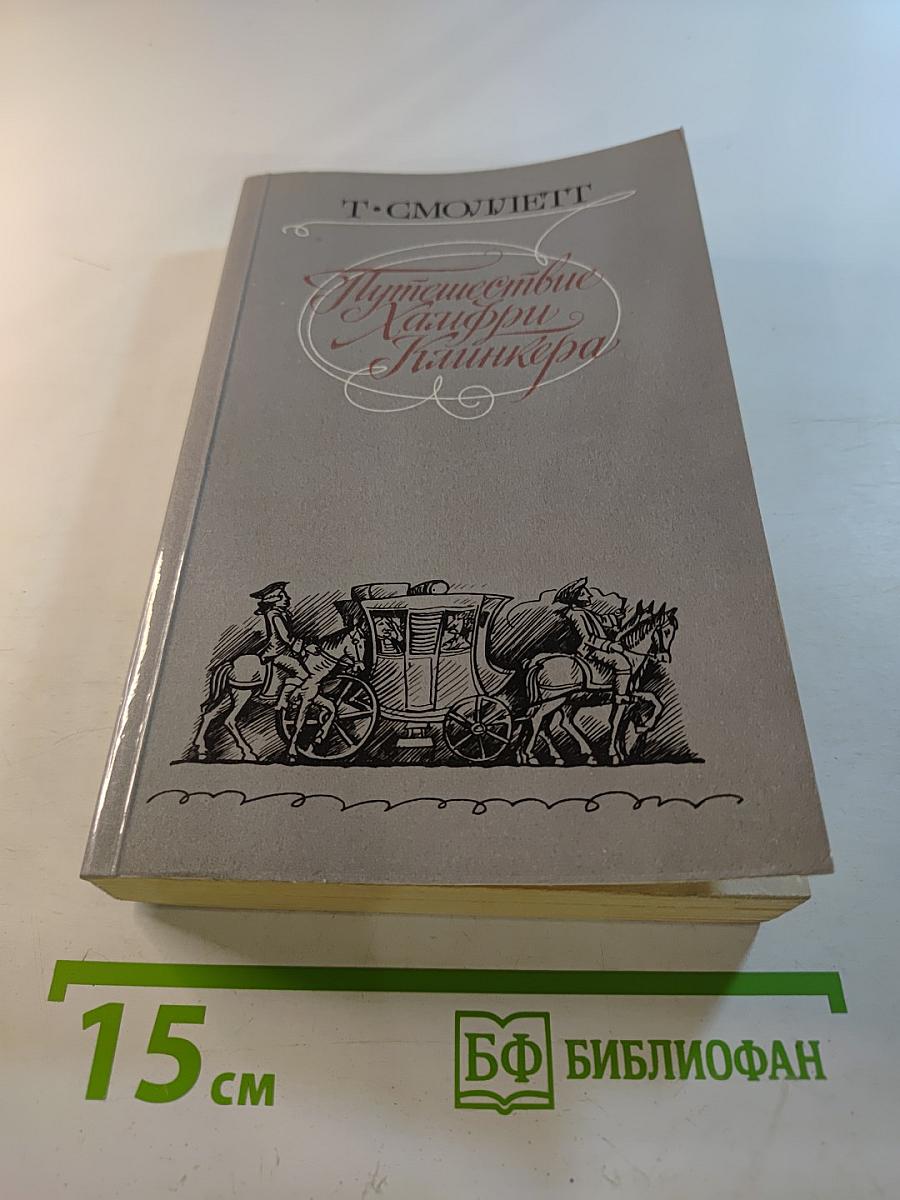 Т·СМОЛЛЕТТ
Путешествие
Хамфри
Клинкера
15 см
БФ БИБЛИОФАН